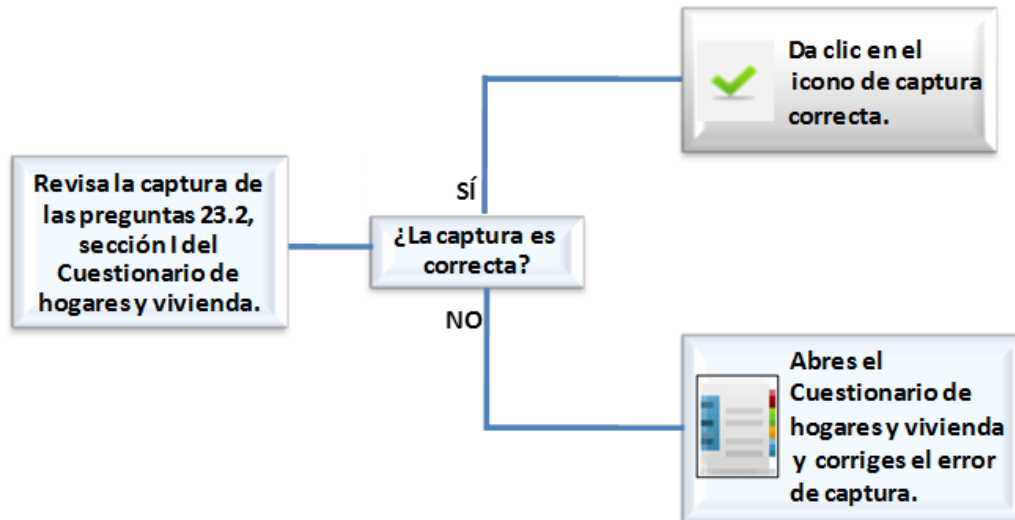 Revisa la captura de
las preguntas 23.2,
sección I del
Cuestionario de
hogares y vivienda.
¿La captura es
correcta?
SÍ
Da clic en el
icono de captura
correcta.
NO
Abres el
Cuestionario de
hogares y vivienda
y corriges el error
de captura.